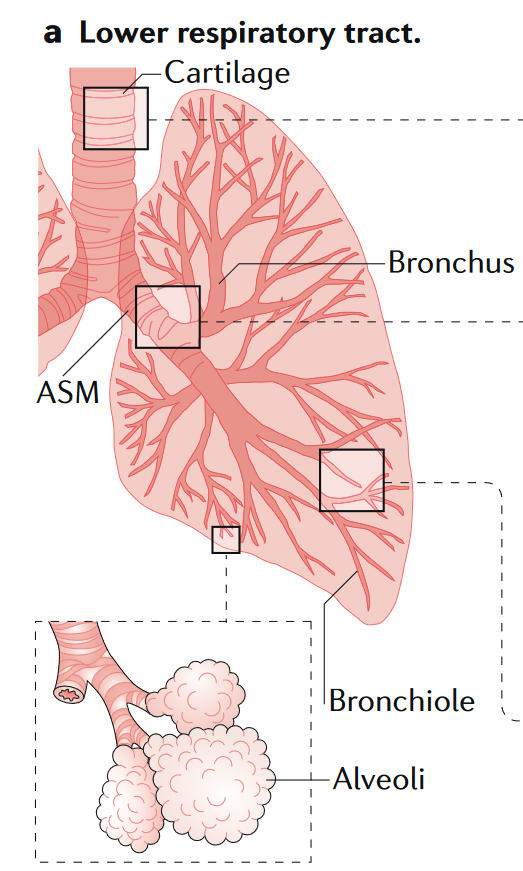 a Lower respiratory tract.
Cartilage
Bronchus
ASM
Bronchiole
Alveoli